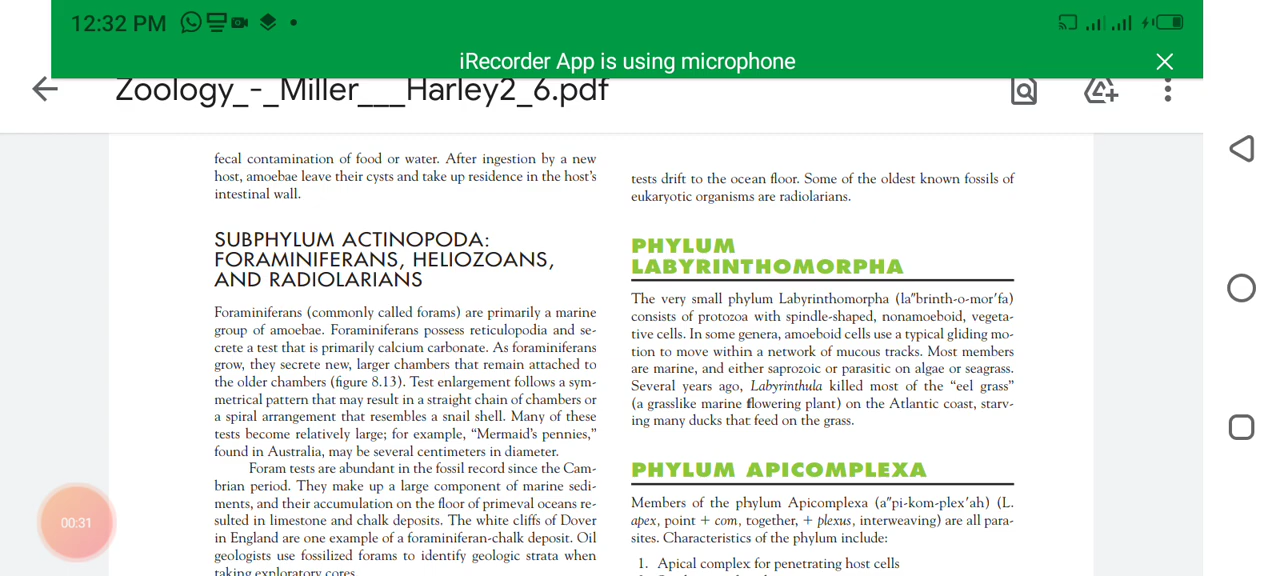 12:32 PM
iRecorder App is using microphone
Zoology_-_Miller___Harley2_6.pdf
fecal contamination of food or water. After ingestion by a new
host, amoebae leave their cysts and take up residence in the host's
intestinal wall.
SUBPHYLUM ACTINOPODA:
FORAMINIFERANS, HELIOZOANS,
AND RADIOLARIANS
Foraminiferans (commonly called forams) are primarily a marine
group of amoebae. Foraminiferans possess reticulopodia and se-
crete a test that is primarily calcium carbonate. As foraminiferans
grow, they secrete new, larger chambers that remain attached to
the older chambers (figure 8.13). Test enlargement follows a sym-
metrical pattern that may result in a straight chain of chambers or
a spiral arrangement that resembles a snail shell. Many of these
tests become relatively large; for example, "Mermaid's pennies,"
found in Australia, may be several centimeters in diameter.
Foram tests are abundant in the fossil record since the Cam-
brian period. They make up a large component of marine sedi-
ments, and their accumulation on the floor of primeval oceans re-
sulted in limestone and chalk deposits. The white cliffs of Dover
in England are one example of a foraminiferan-chalk deposit. Oil
geologists use fossilized forams to identify geologic strata when
taking exploratory cores.
tests drift to the ocean floor. Some of the oldest known fossils of
eukaryotic organisms are radiolarians.
PHYLUM
LABYRINTHOMORPHA
The very small phylum Labyrinthomorpha (la"brinth-o-mor'fa)
consists of protozoa with spindle-shaped, nonamoeboid, vegeta-
tive cells. In some genera, amoeboid cells use a typical gliding mo-
tion to move within a network of mucous tracks. Most members
are marine, and either saprozoic or parasitic on algae or seagrass.
Several years ago, Labyrinthula killed most of the "eel grass"
(a grasslike marine flowering plant) on the Atlantic coast, starv-
ing many ducks that feed on the grass.
PHYLUM APICOMPLEXA
Members of the phylum Apicomplexa (a"pi-kom-plex'ah) (L.
apex, point + com, together, + plexus, interweaving) are all para-
sites. Characteristics of the phylum include:
1. Apical complex for penetrating host cells
00:31